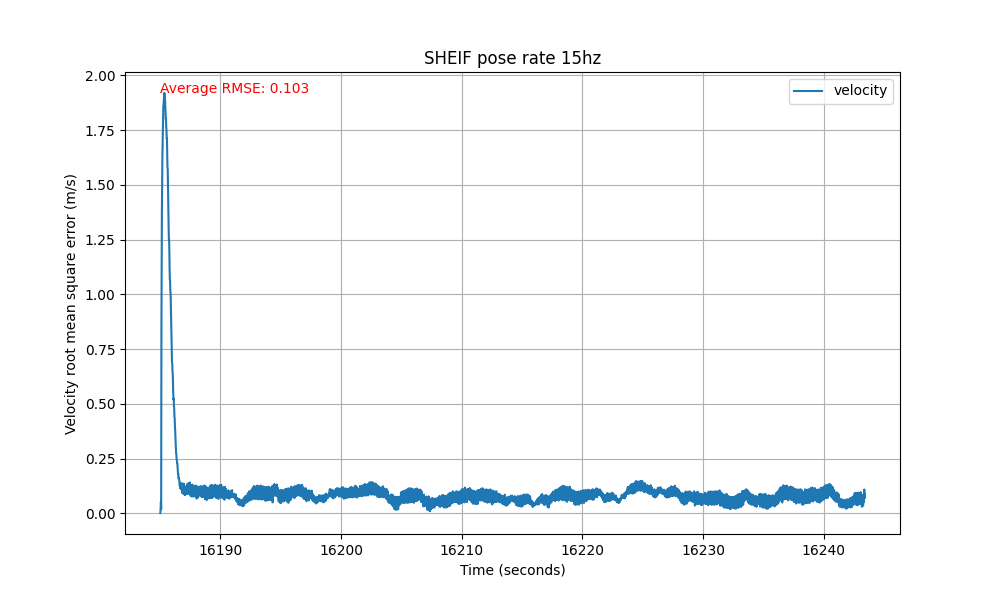 SHEIF pose rate 15hz
Average RMSE: 0.103
velocity
2.00
1.75
1.50
1.25
1.00
0.75
0.50
0.25
0.00
Velocity root mean square error (m/s)
16190 16200 16210 16220 16230 16240
Time (seconds)